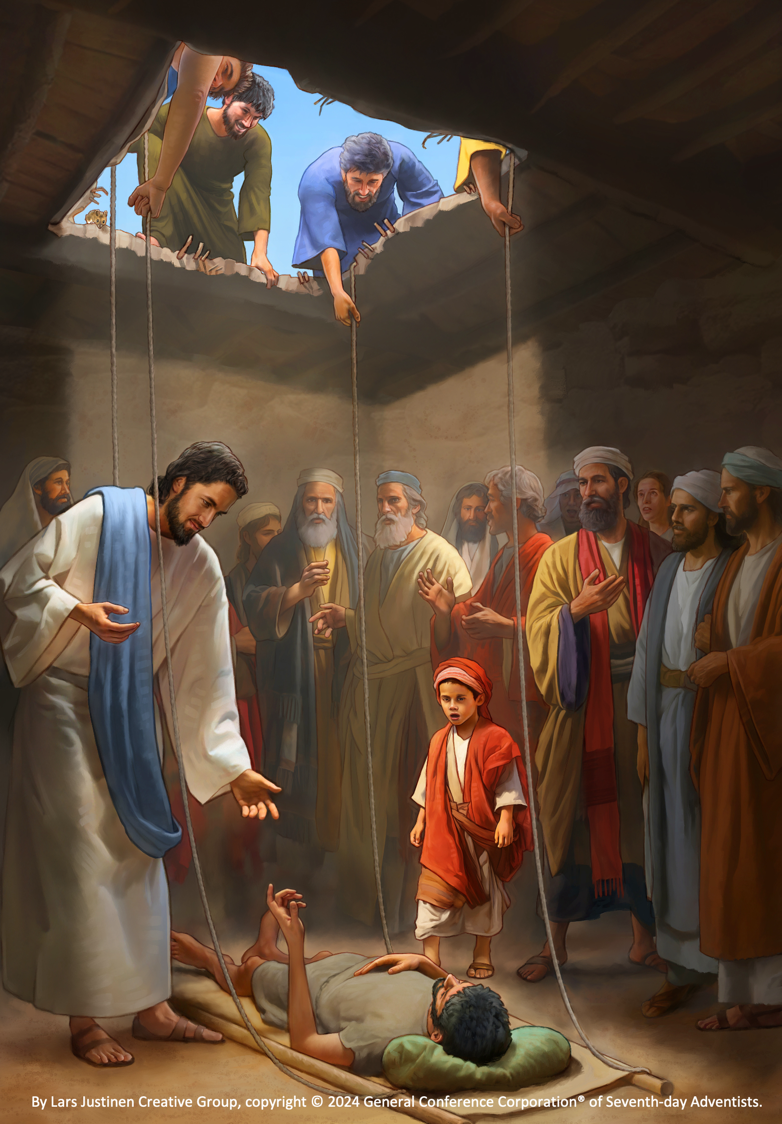 By Lars Justinen Creative Group, copyright © 2024 General Conference Corporation® of Seventh-day Adventists.